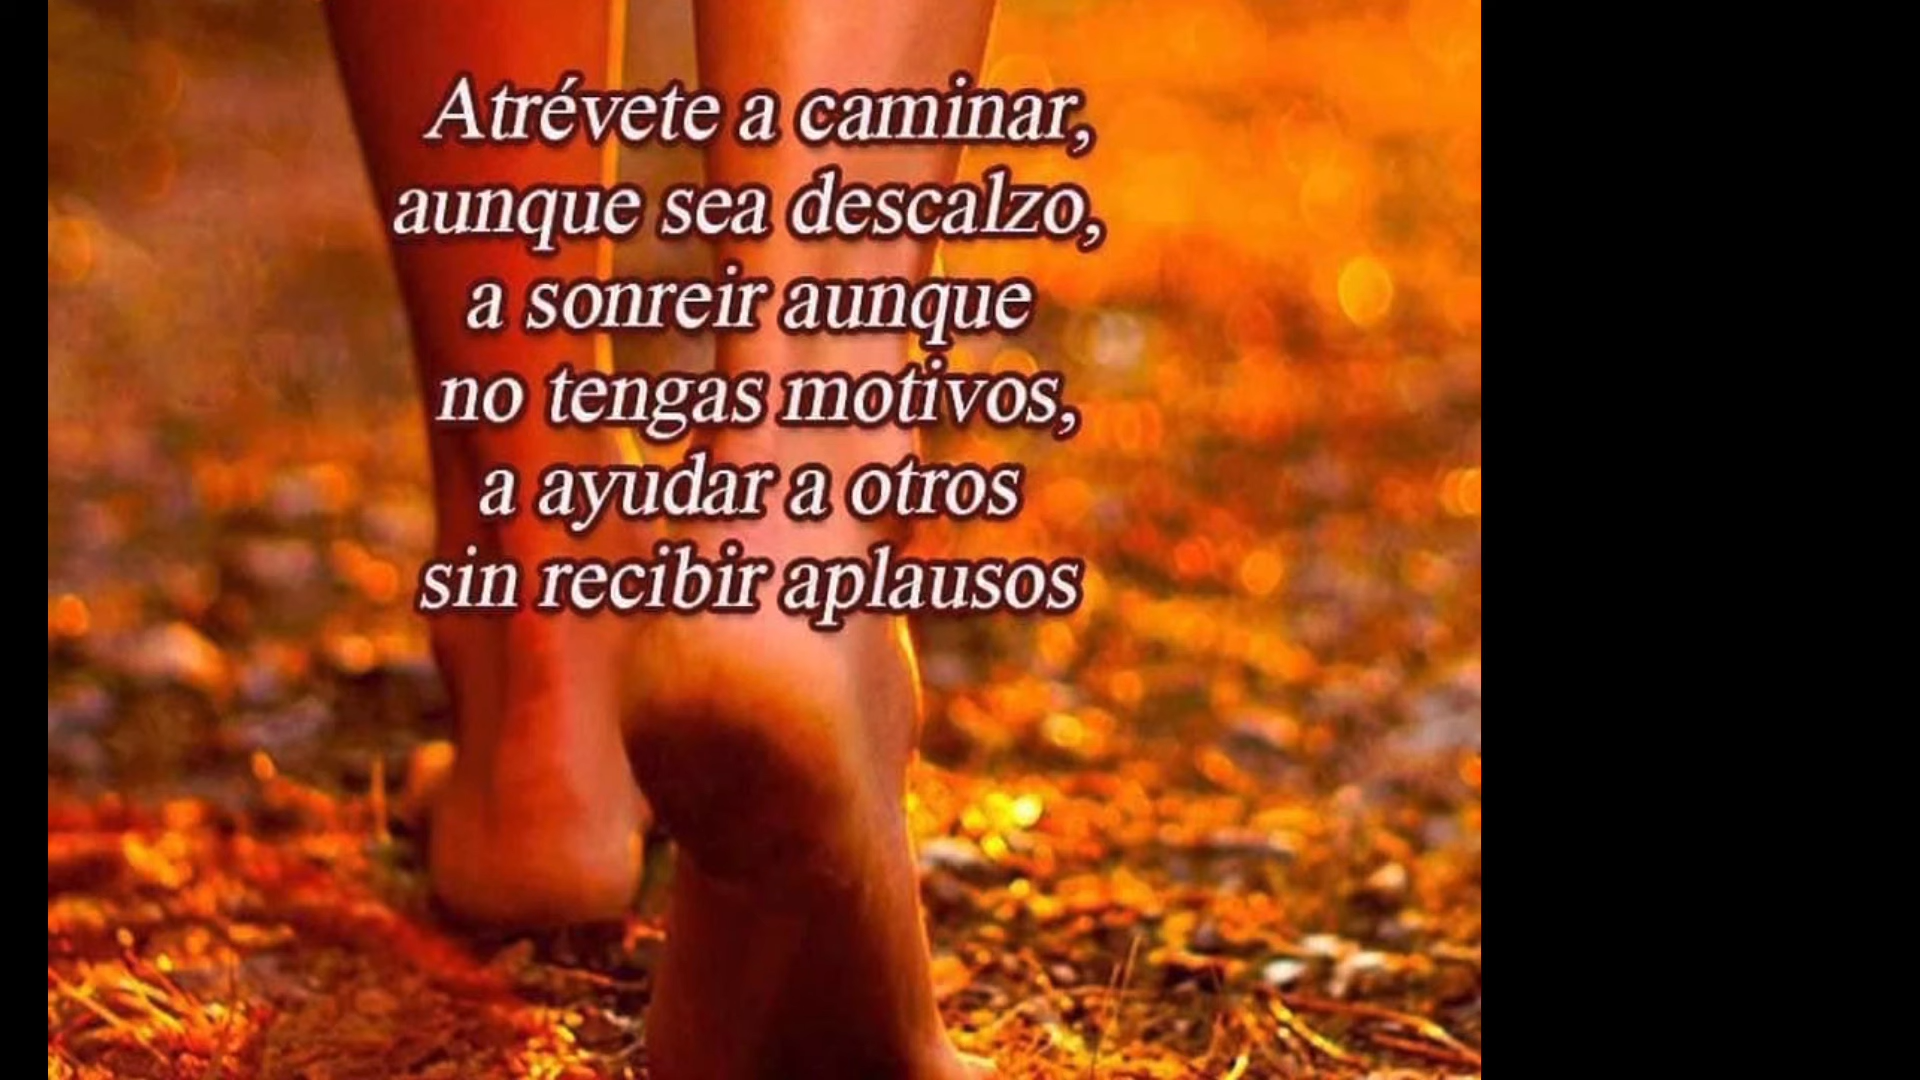 Atrévete a caminar,
aunque sea descalzo,
a sonreir aunque
no tengas motivos,
a ayudar a otros
sin recibir aplausos